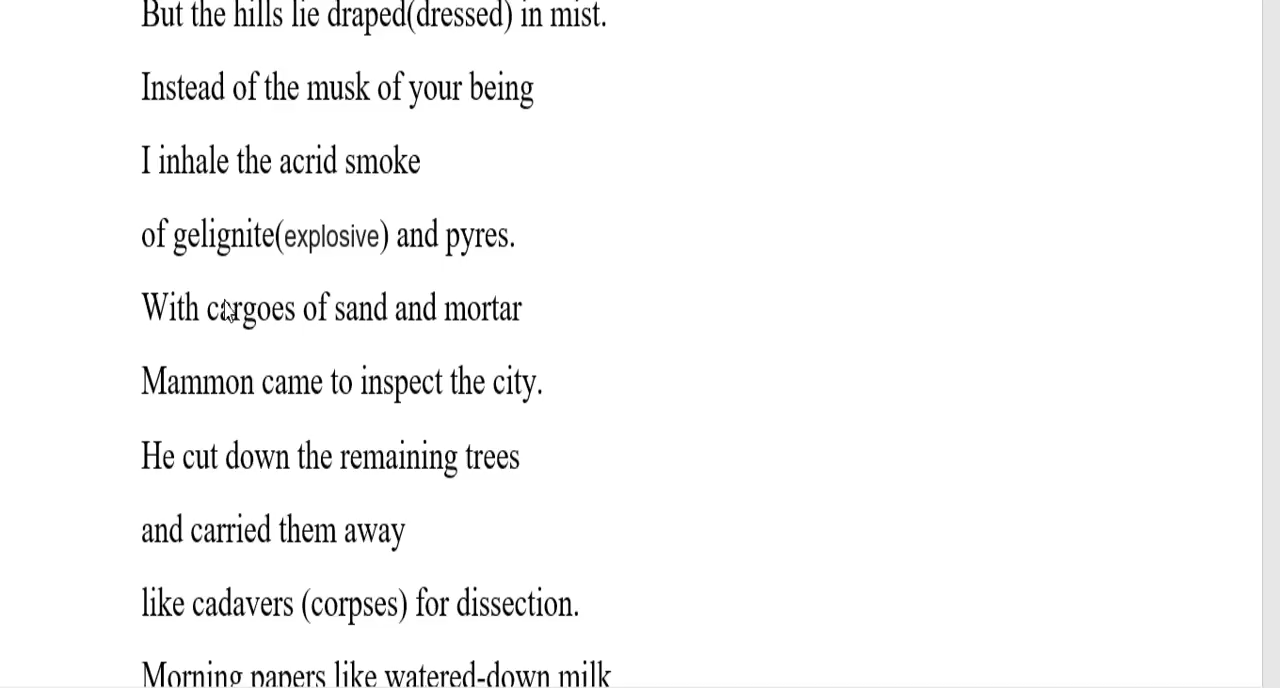 But the hills lie draped(dressed) in mist.
Instead of the musk of your being
I inhale the acrid smoke
of gelignite(explosive) and pyres.
With cargoes of sand and mortar
Mammon came to inspect the city.
He cut down the remaining trees
and carried them away
like cadavers (corpses) for dissection.
Morning papers like watered-down milk